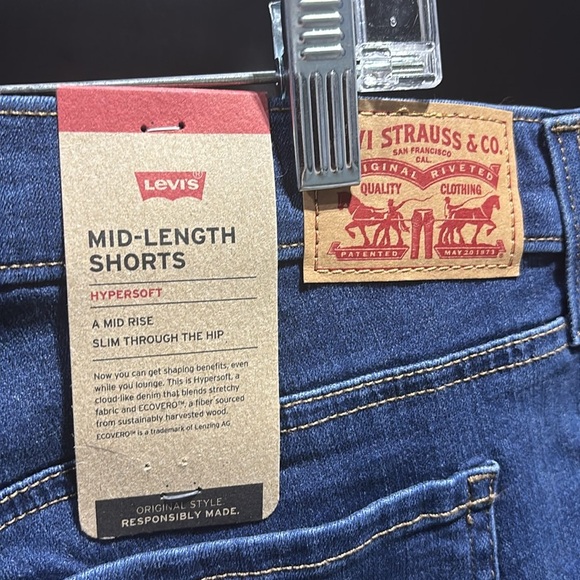 Levi's®
MID-LENGTH
SHORTS
HYPERSOFT
A MID RISE
SLIM THROUGH THE HIP
Now you can get shaping benefits, even
while you lounge. This is Hypersoft, a
cloud-like denim that blends stretchy
fabric and ECOVERO™, a fiber sourced
from sustainably harvested wood.
ECOVERO™ is a trademark of Lenzing AG
ORIGINAL STYLE
RESPONSIBLY MADE.
VI STRAUSS & CO.
SAN FRANCISCO
CAL.
ORIGINAL RIVETED
QUALITY CLOTHING
PATENTED MAY 20 1873